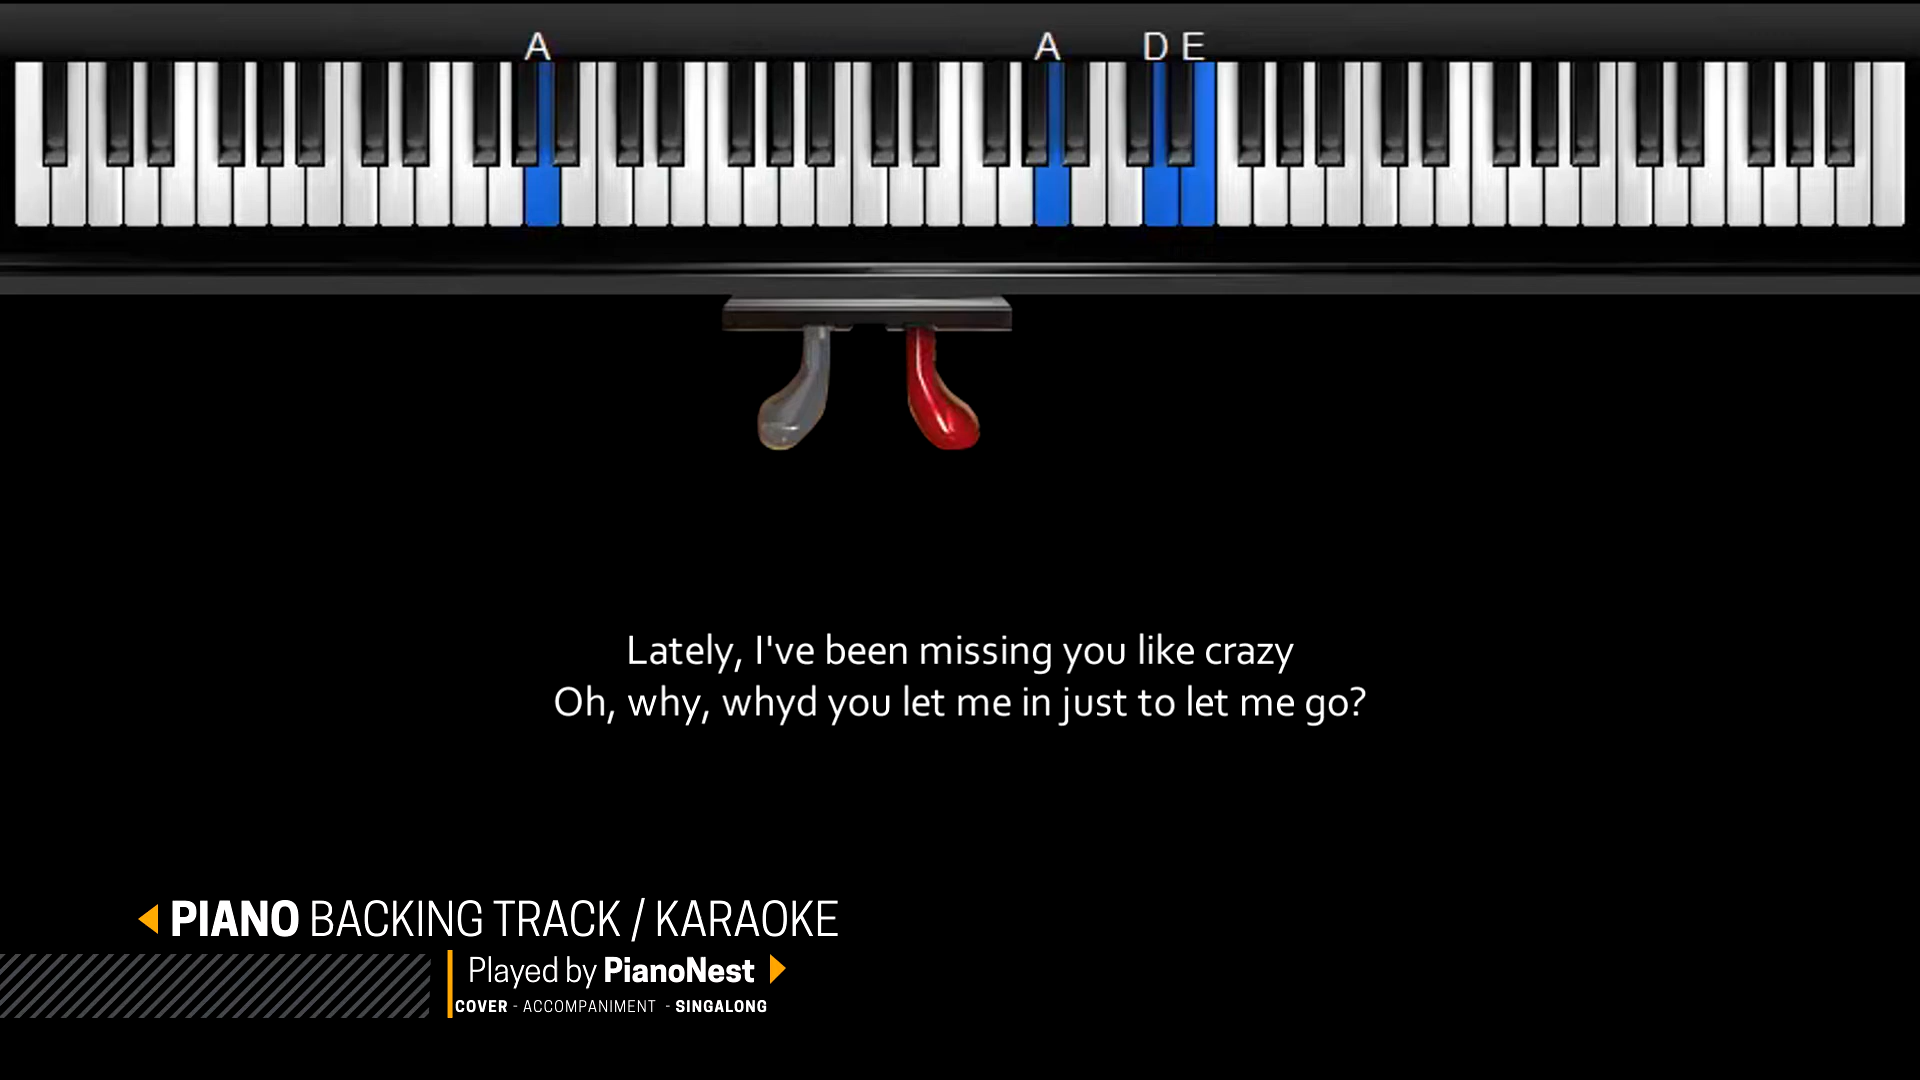 A A D E
Lately, I've been missing you like crazy
Oh, why, whyd you let me in just to let me go?
PIANO BACKING TRACK / KARAOKE
Played by PianoNest
COVER - ACCOMPANIMENT - SINGALONG